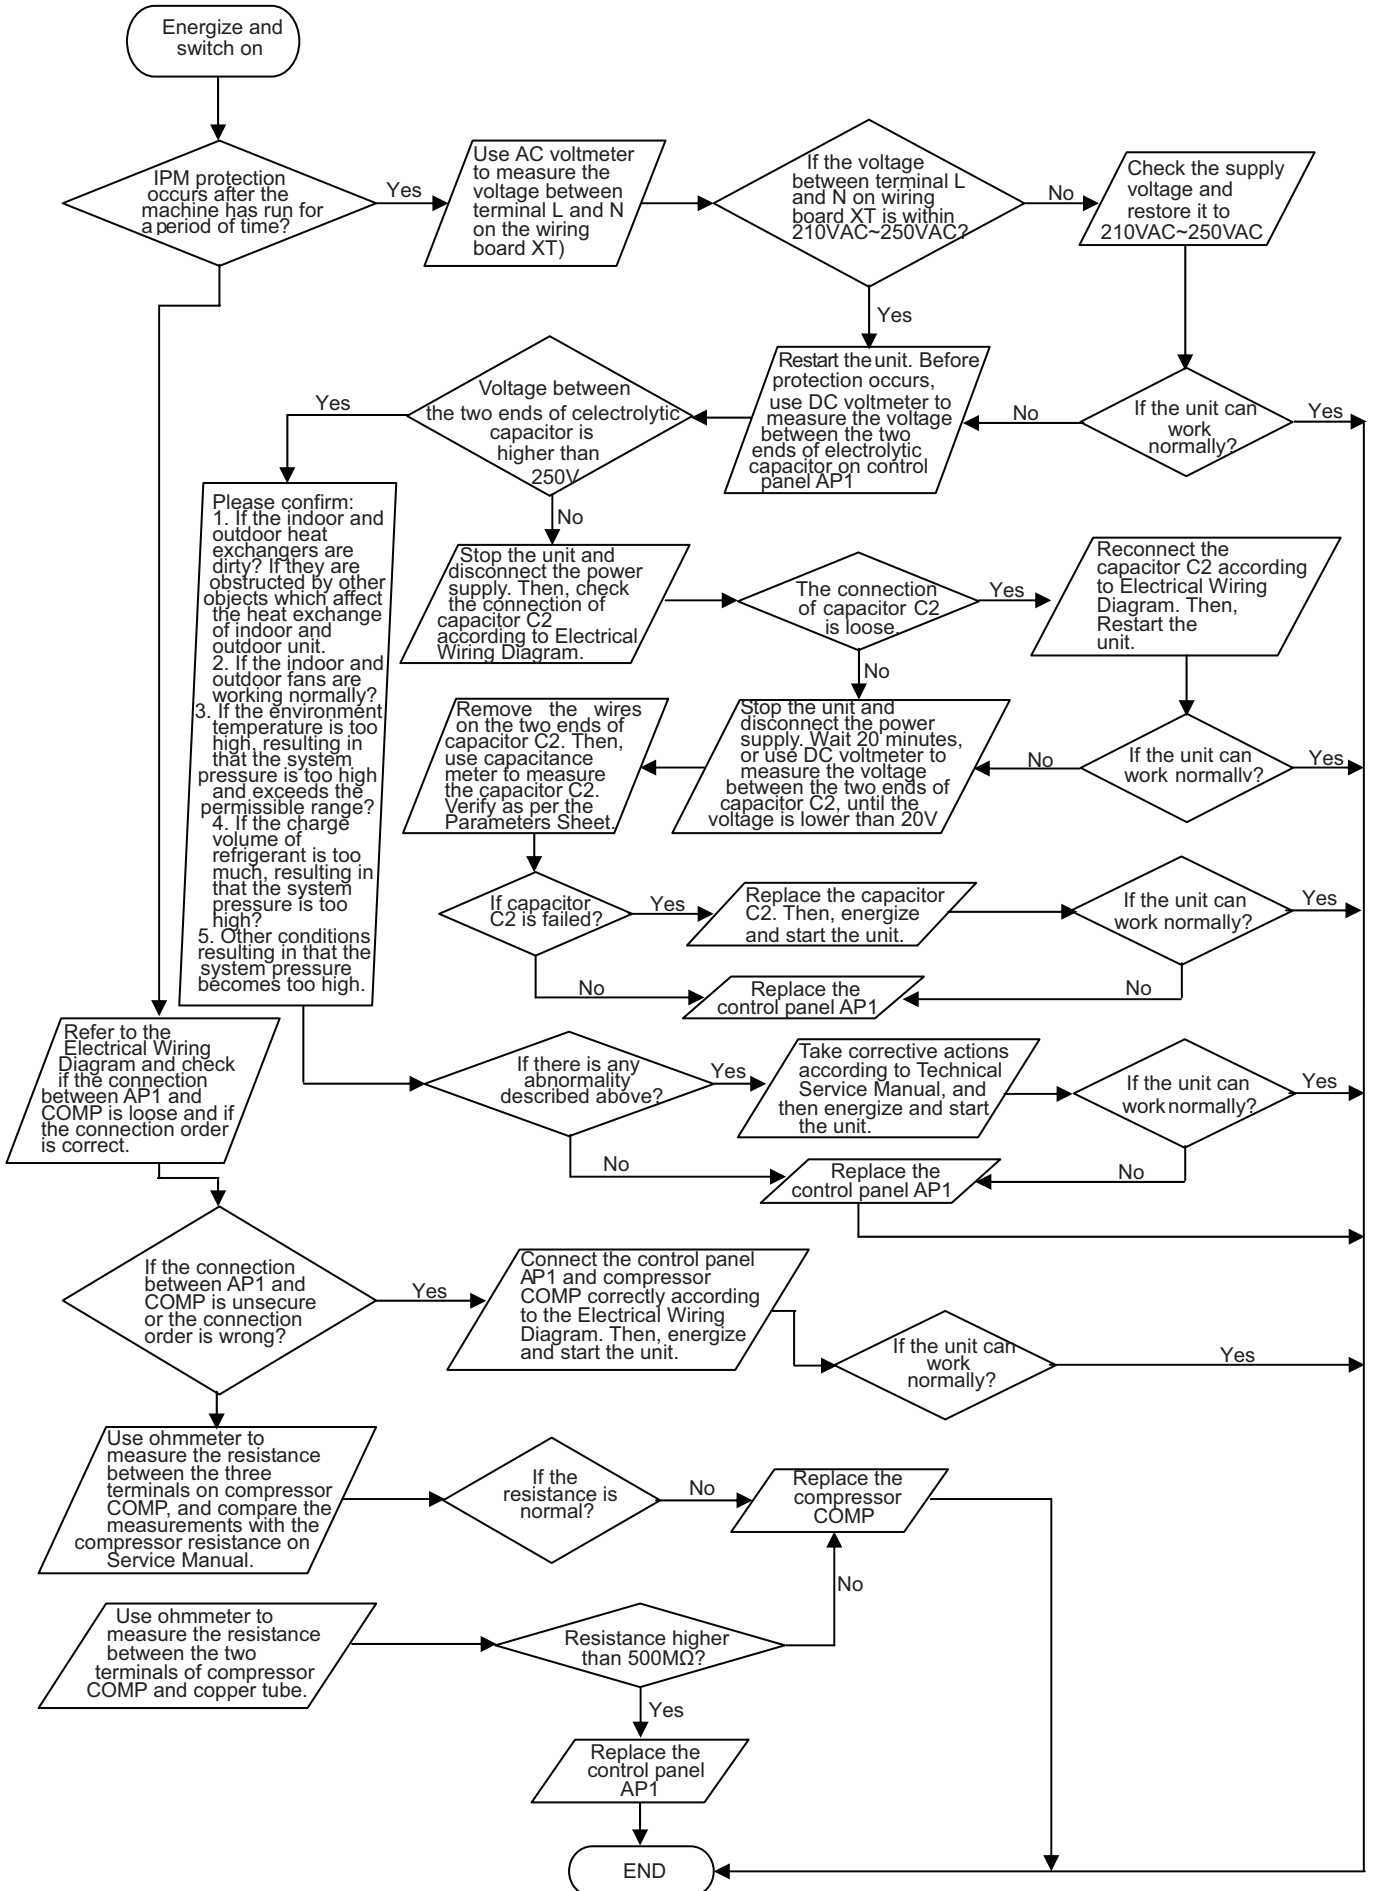 Energize and
switch on
IPM protection
occurs after the
machine has run for
a period of time?
Yes
Use AC voltmeter
to measure the
voltage between
terminal L and N
on the wiring
board XT)
If the voltage
between terminal L
and N on wiring
board XT is within
210VAC~250VAC?
No
Check the supply
voltage and
restore it to
210VAC~250VAC
Yes
Restart the unit. Before
protection occurs,
use DC voltmeter to
measure the voltage
between the two
ends of electrolytic
capacitor on control
panel AP1
No
If the unit can
work
normally?
Yes
Voltage between
the two ends of celectrolytic
capacitor is
higher than
250V
Yes
No
Please confirm:
1. If the indoor and
outdoor heat
exchangers are
dirty? If they are
obstructed by other
objects which affect
the heat exchange
of indoor and
outdoor unit.
2. If the indoor and
outdoor fans are
working normally?
3. If the environment
temperature is too
high, resulting in
that the system
pressure is too high
and exceeds the
permissible range?
4. If the charge
volume of
refrigerant is too
much, resulting in
that the system
pressure is too
high?
5. Other conditions
resulting in that the
system pressure
becomes too high.
Stop the unit and
disconnect the power
supply. Then, check
the connection of
capacitor C2
according to Electrical
Wiring Diagram.
The connection
of capacitor C2
is loose.
Yes
Reconnect the
capacitor C2 according
to Electrical Wiring
Diagram. Then,
Restart the
unit.
No
Remove the wires
on the two ends of
capacitor C2. Then,
use capacitance
meter to measure
the capacitor C2.
Verify as per the
Parameters Sheet.
Stop the unit and
disconnect the power
supply. Wait 20 minutes,
or use DC voltmeter to
measure the voltage
between the two ends of
capacitor C2, until the
voltage is lower than 20V
No
If the unit can
work normally?
Yes
If capacitor
C2 is failed?
Yes
Replace the capacitor
C2. Then, energize
and start the unit.
If the unit can
work normally?
Yes
No
Replace the
control panel AP1
No
Refer to the
Electrical Wiring
Diagram and check
if the connection
between AP1 and
COMP is loose and if
the connection order
is correct.
If there is any
abnormality
described above?
Yes
Take corrective actions
according to Technical
Service Manual, and
then energize and start
the unit.
If the unit can
work normally?
Yes
No
Replace the
control panel AP1
No
If the connection
between AP1 and
COMP is unsecure
or the connection
order is wrong?
Yes
Connect the control panel
AP1 and compressor
COMP correctly according
to the Electrical Wiring
Diagram. Then, energize
and start the unit.
If the unit can
work
normally?
Yes
Use ohmmeter to
measure the resistance
between the three
terminals on compressor
COMP, and compare the
measurements with the
compressor resistance on
Service Manual.
If the
resistance is
normal?
No
Replace the
compressor
COMP
No
Use ohmmeter to
measure the resistance
between the two
terminals of compressor
COMP and copper tube.
Resistance higher
than 500MΩ?
Yes
Replace the
control panel
AP1
END